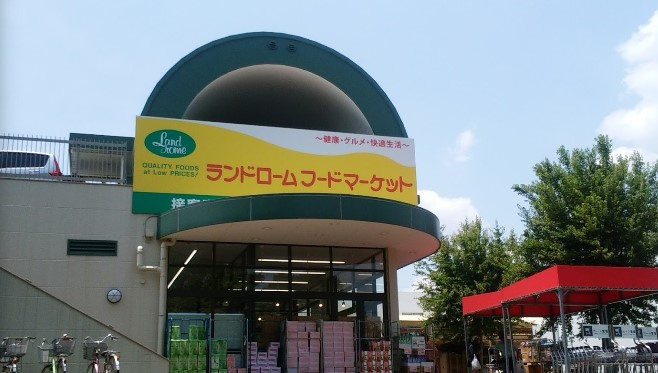 Land
rome
QUALITY FOODS
at Low PRICES!
～健康・グルメ・快適生活～
ランドロームフードマーケット